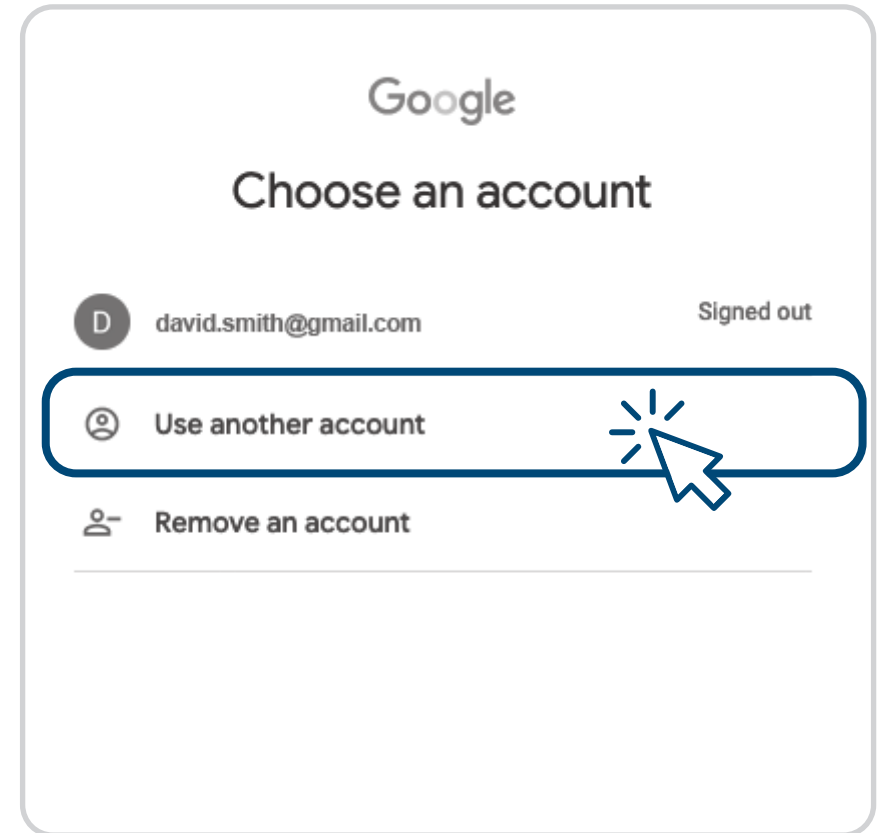 Google
Choose an account
D david.smith@gmail.com Signed out
Use another account
Remove an account